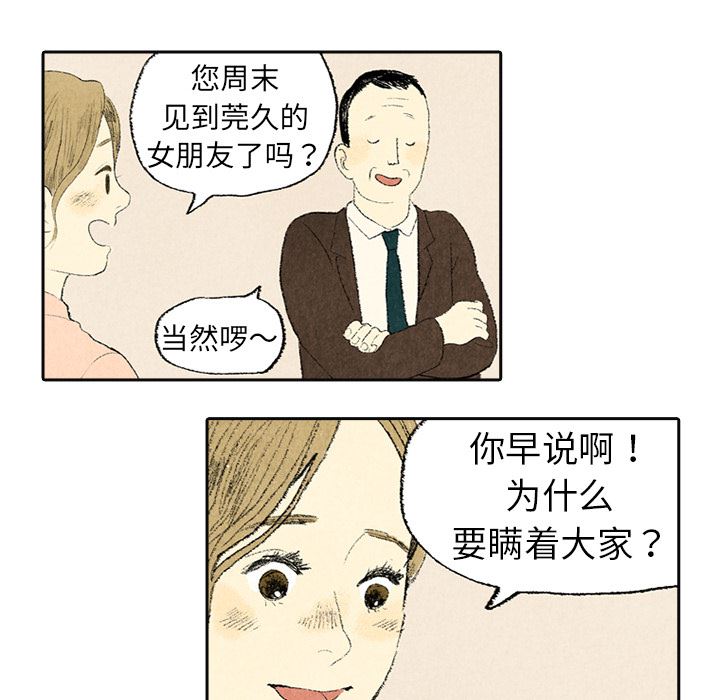 您周末
见到莞久的
女朋友了吗？
当然啰～
你早说啊！
为什么
要瞒着大家？